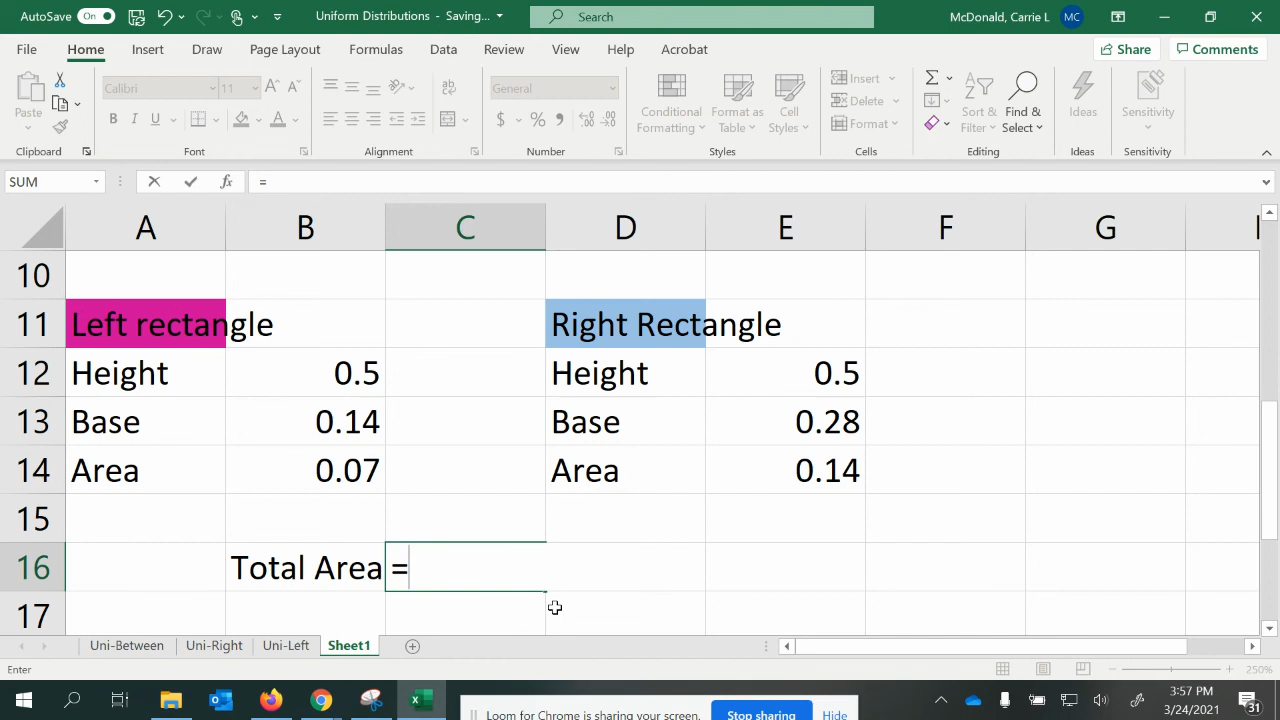 AutoSave On Uniform Distributions - Saving... Search McDonald, Carrie L MC
File Home Insert Draw Page Layout Formulas Data Review View Help Acrobat Share Comments
Paste Calibri 11 General Conditional Formatting Format as Table Cell Styles Insert Delete Format Sort & Filter Find & Select Ideas Sensitivity
Clipboard Font Alignment Number Styles Cells Editing Ideas Sensitivity
SUM fx =
A B C D E F G
10
11 Left rectangle Right Rectangle
12 Height 0.5 Height 0.5
13 Base 0.14 Base 0.28
14 Area 0.07 Area 0.14
15
16 Total Area =
17
Uni-Between Uni-Right Uni-Left Sheet1
Enter 250%
3:57 PM
3/24/2021
31
Loom for Chrome is sharing your screen. Stop sharing Hide